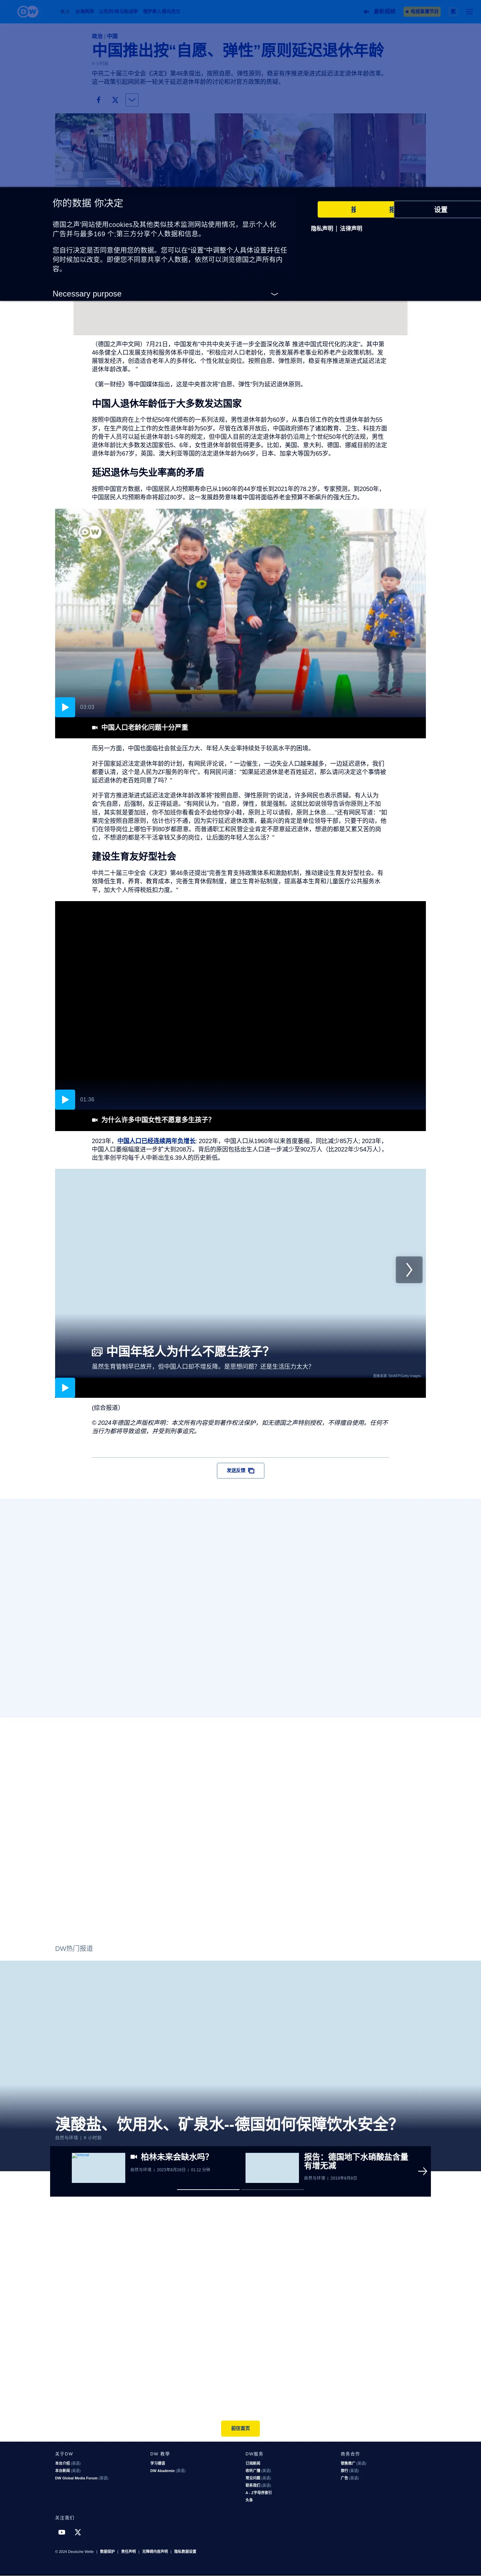 政治 | 中国
中国推出按“自愿、弹性”原则延迟退休年龄
中共二十届三中全会《决定》第46条提出，按照自愿、弹性原则，稳妥有序推进渐进式延迟法定退休年龄改革。
这一政策引起网民新一轮关于延迟退休年龄的讨论和对官方政策的质疑。
你的数据 你决定
德国之声'网站使用cookies及其他类似技术监测网站使用情况，显示个人化
广告并与最多169 个;第三方分享个人数据和信息。
您自行决定是否同意使用您的数据。您可以在"设置"中调整个人具体设置并在任
何时候加以改变。即便您不同意共享个人数据，依然可以浏览德国之声所有内
容。
Necessary purpose
设置
隐私声明 | 法律声明
（德国之声中文网）7月21日，中国发布"中共中央关于进一步全面深化改革 推进中国式现代化的决定"。其中第
46条健全人口发展支持和服务体系中提出，"积极应对人口老龄化，完善发展养老事业和养老产业政策机制。发
展银发经济，创造适合老年人的多样化、个性化就业岗位。按照自愿、弹性原则，稳妥有序推进渐进式延迟法定
退休年龄改革。 "
《第一财经》等中国媒体指出，这是中央首次将"自愿、弹性"列为延迟退休原则。
中国人退休年龄低于大多数发达国家
按照中国政府在上个世纪50年代颁布的一系列法规，男性退休年龄为60岁，从事白领工作的女性退休年龄为55
岁，在生产岗位上工作的女性退休年龄为50岁。尽管在改革开放后，中国政府颁布了诸如教育、卫生、科技方面
的骨干人员可以延长退休年龄1-5年的规定，但中国人目前的法定退休年龄仍沿用上个世纪50年代的法规，男性
退休年龄比大多数发达国家低5、6年，女性退休年龄就低得更多。比如，意大利、美国、德国、挪威目前的法定
退休年龄为67岁，英国、澳大利亚等国的法定退休年龄为66岁，日本、加拿大等国为65岁。
延迟退休与失业率高的矛盾
按照中国官方数据，中国居民人均预期寿命已从1960年的44岁增长到2021年的78.2岁，专家预测，到2050年，
中国居民人均预期寿命将超过80岁。这一发展趋势意味着中国将面临养老金预算不断飙升的强大压力。
DW
03:03
中国人口老龄化问题十分严重
而另一方面，中国也面临社会就业压力大、年轻人失业率持续处于较高水平的困境。
对于国家延迟法定退休年龄的计划，有网民评论说， " 一边催生，一边失业人口越来越多，一边延迟退休，我们
都要认清，这个是人民为ZF服务的年代"。有网民问道："如果延迟退休是老百姓延迟，那么请问决定这个事情被
延迟退休的老百姓同意了吗？"
对于官方推进渐进式延迟法定退休年龄改革将"按照自愿、弹性原则"的说法，许多网民也表示质疑。有人认为
会"先自愿，后强制，反正得延退。"有网民认为，"自愿，弹性，就是强制，这就比如说领导告诉你原则上不加
班，其实就是要加班，你不加班你看会不会给你穿小鞋，原则上可以请假，原则上休息....."还有网民写道："如
果完全按照自愿原则，估计也行不通，因为实行延迟退休政策，最高兴的肯定是事业单位领导干部，只要干的动，他
们在领导岗位上哪怕干到80岁都愿意。而普通职工和民营企业肯定不愿意延迟退休，想退的都是又累又苦的岗
位，不想退的都是不干活拿钱又多的岗位，让后面的年轻人怎么活？"
建设生育友好型社会
中共二十届三中全会《决定》第46条还提出"完善生育支持政策体系和激励机制，推动建设生育友好型社会。有
效降低生育、养育、教育成本，完善生育休假制度，建立生育补贴制度，提高基本生育和儿童医疗公共服务水
平，加大个人所得税抵扣力度。"
01:36
为什么许多中国女性不愿意多生孩子？
2023年，中国人口已经连续两年负增长: 2022年，中国人口从1960年以来首度萎缩，同比减少85万人; 2023年，
中国人口萎缩幅度进一步扩大到208万。背后的原因包括出生人口进一步减少至902万人（比2022年少54万人），
出生率创平均每千人中新出生6.39人的历史新低。
中国年轻人为什么不愿生孩子？
虽然生育管制早已放开，但中国人口却不增反降。是思想问题？还是生活压力太大？
(综合报道）
© 2024年德国之声版权声明：本文所有内容受到著作权法保护，如无德国之声特别授权，不得擅自使用。任何不
当行为都将导致追偿，并受到刑事追究。
发送反馈
DW热门报道
溴酸盐、饮用水、矿泉水--德国如何保障饮水安全？
自然与环境 | 9 小时前
柏林未来会缺水吗？
自然与环境 | 2023年8月18日 | 01:12 分钟
报告：德国地下水硝酸盐含量
有增无减
自然与环境 | 2019年8月6日
前往首页
关于DW
本台介绍 (英语)
本台新闻 (英语)
DW Global Media Forum (英语)
DW 教学
学习德语
DW Akademie (英语)
DW服务
订阅新闻
收听广播 (英语)
常见问题 (英语)
联系我们 (英语)
A - Z字母序索引
头条
商务合作
销售推广 (英语)
旅行 (英语)
广告 (英语)
关注我们
© 2024 Deutsche Welle | 数据保护 | 责任声明 | 无障碍内容声明 | 隐私数据设置